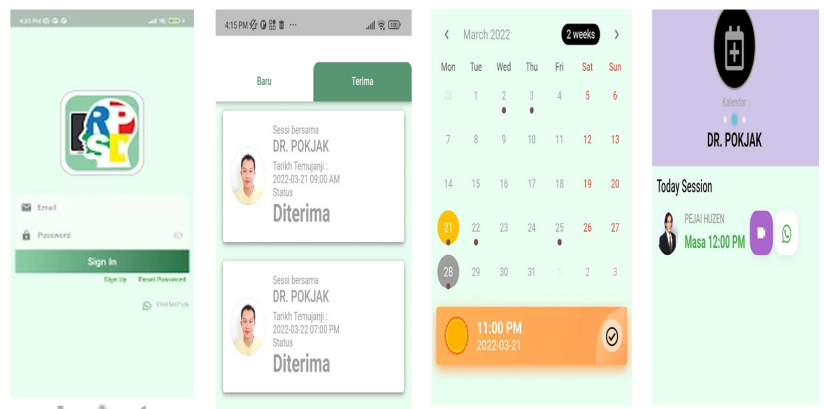 4:33 PM
RPSD
Email
Password
Sign In
Sign Up Reset Password
Contact us
4:15 PM
100
Baru Terima
Sessi bersama
DR. POKJAK
Tarikh Temujanji :
2022-03-21 09:00 AM
Status
Diterima
Sessi bersama
DR. POKJAK
Tarikh Temujanji :
2022-03-22 07:00 PM
Status
Diterima
March 2022 2 weeks
Mon Tue Wed Thu Fri Sat Sun
28 1 2 3 4 5 6
7 8 9 10 11 12 13
14 15 16 17 18 19 20
21 22 23 24 25 26 27
28 29 30 31 1 2 3
11:00 PM
2022-03-21
Kalendar
DR. POKJAK
Today Session
PEJAI HUZEN
Masa 12:00 PM